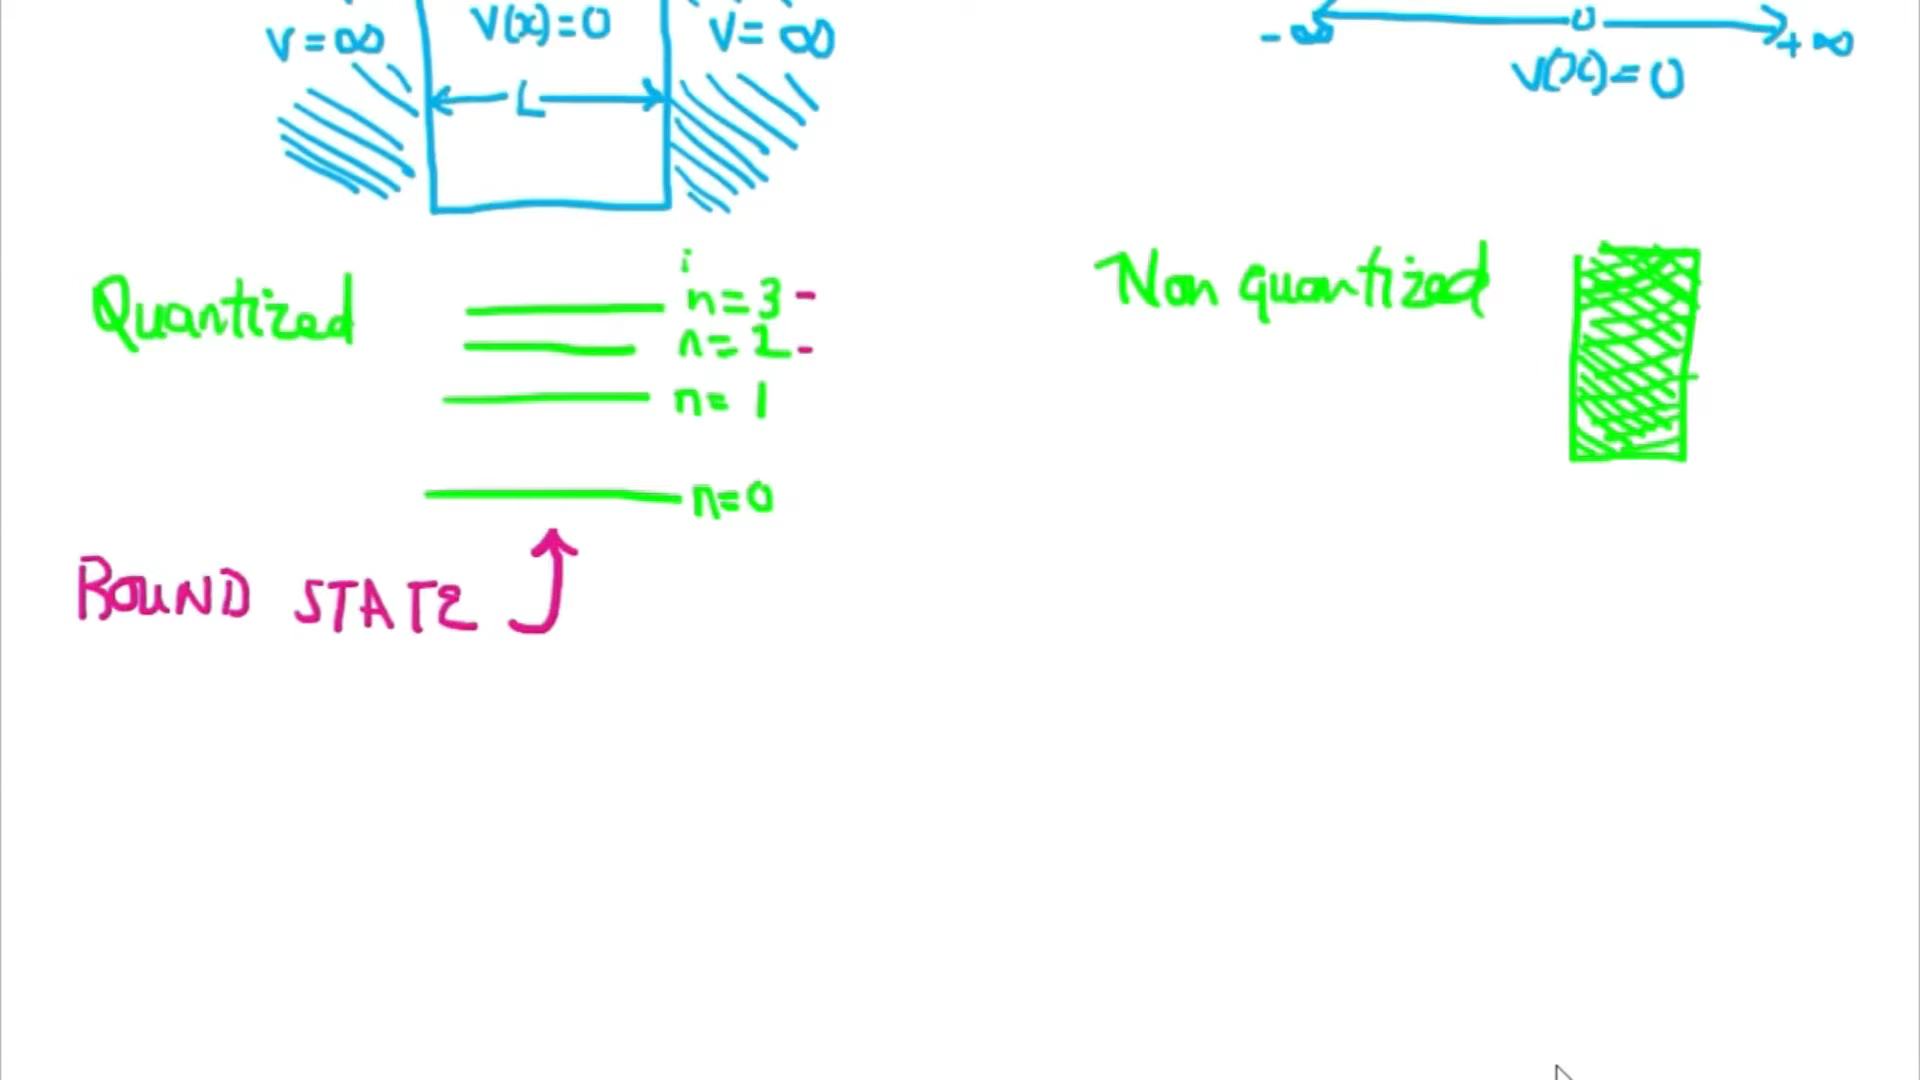 V=∞ V(x)=0 V=∞
L
-∞ 0 +∞
V(x)=0
Quantized
n=3 -
n=2 -
n=1
n=0
BOUND STATE
Non quantized